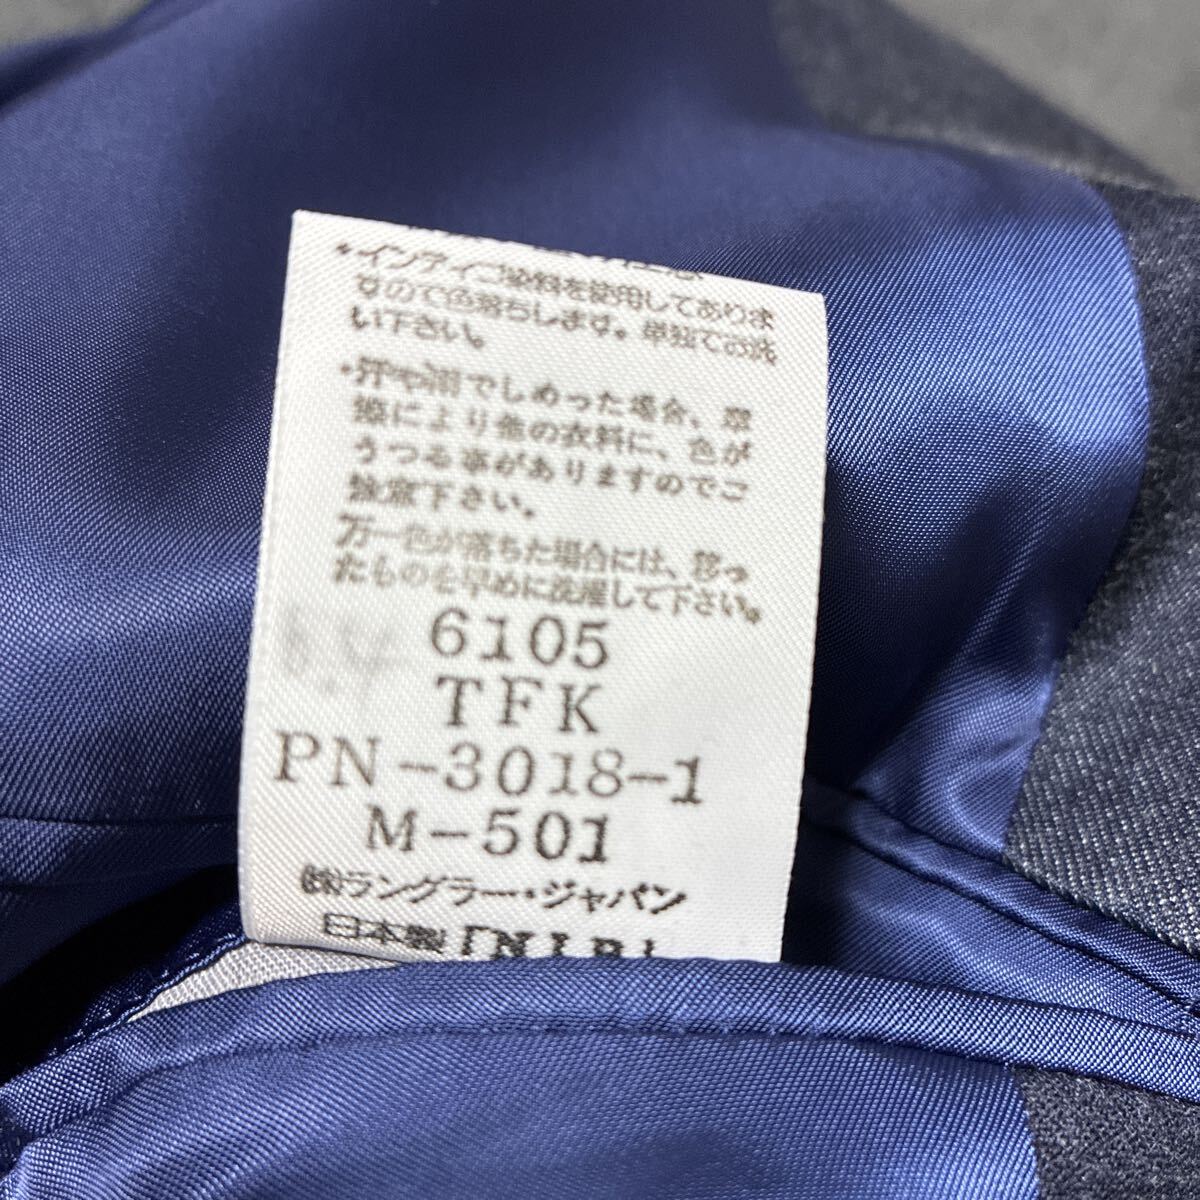 ・インディゴ染料を使用してありま
すので色落ちします。単独でお洗
い下さい。
・汗や雨でしめった場合、摩
擦により他の衣料に、色が
うつる事がありますのでご
注意下さい。
万一色が落ちた場合には、移っ
たものを早めに洗濯して下さい。
6105
TFK
PN-3018-1
M-501
㈱ラングラー・ジャパン
日本製